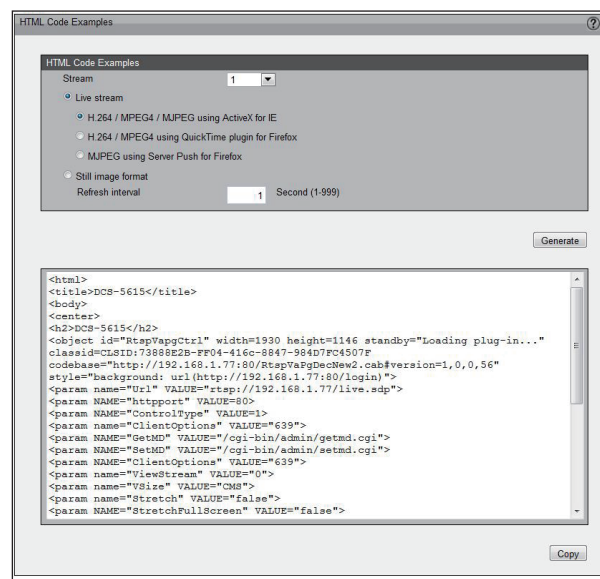 HTML Code Examples ?
HTML Code Examples
Stream 1
Live stream
H.264 / MPEG4 / MJPEG using ActiveX for IE
H.264 / MPEG4 using QuickTime plugin for Firefox
MJPEG using Server Push for Firefox
Still image format
Refresh interval 1 Second (1-999)
Generate
<html>
<title>DCS-5615</title>
<body>
<center>
<h2>DCS-5615</h2>
<object id="RtspVapgCtrl" width=1930 height=1146 standby="Loading plug-in..."
classid=CLSID:73888E2B-FF04-416c-8847-984D7FC4507F
codebase="http://192.168.1.77:80/RtspVaPgDecNew2.cab#version=1,0,0,56"
style="background: url(http://192.168.1.77:80/login)">
<param name="Url" VALUE="rtsp://192.168.1.77/live.sdp">
<param NAME="httpport" VALUE=80>
<param NAME="ControlType" VALUE=1>
<param NAME="ClientOptions" VALUE="639">
<param NAME="GetMD" VALUE="/cgi-bin/admin/getmd.cgi">
<param NAME="SetMD" VALUE="/cgi-bin/admin/setmd.cgi">
<param NAME="ClientOptions" VALUE="639">
<param name="ViewStream" VALUE="0">
<param name="VSize" VALUE="CMS">
<param name="Stretch" VALUE="false">
<param NAME="StretchFullScreen" VALUE="false">
Copy